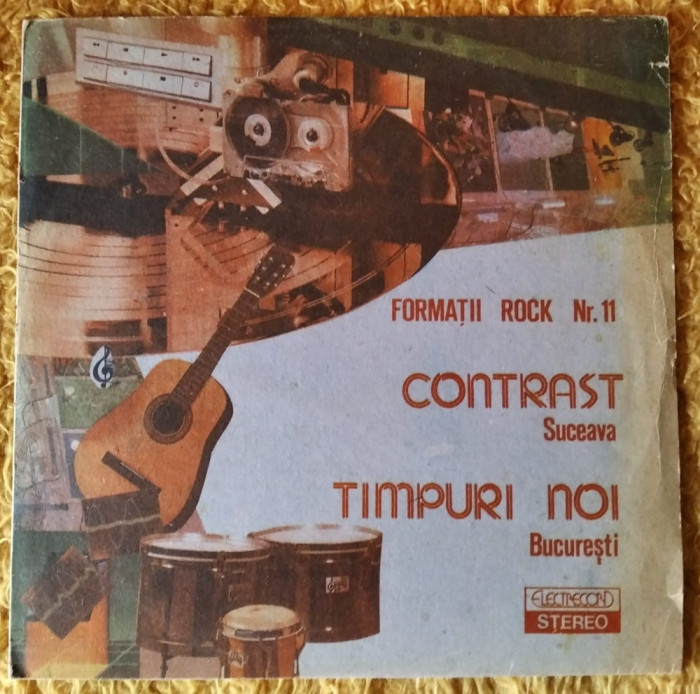 FORMAȚII ROCK Nr. 11
CONTRAST
Suceava
TIMPURI NOI
București
ELECTRECORD
STEREO